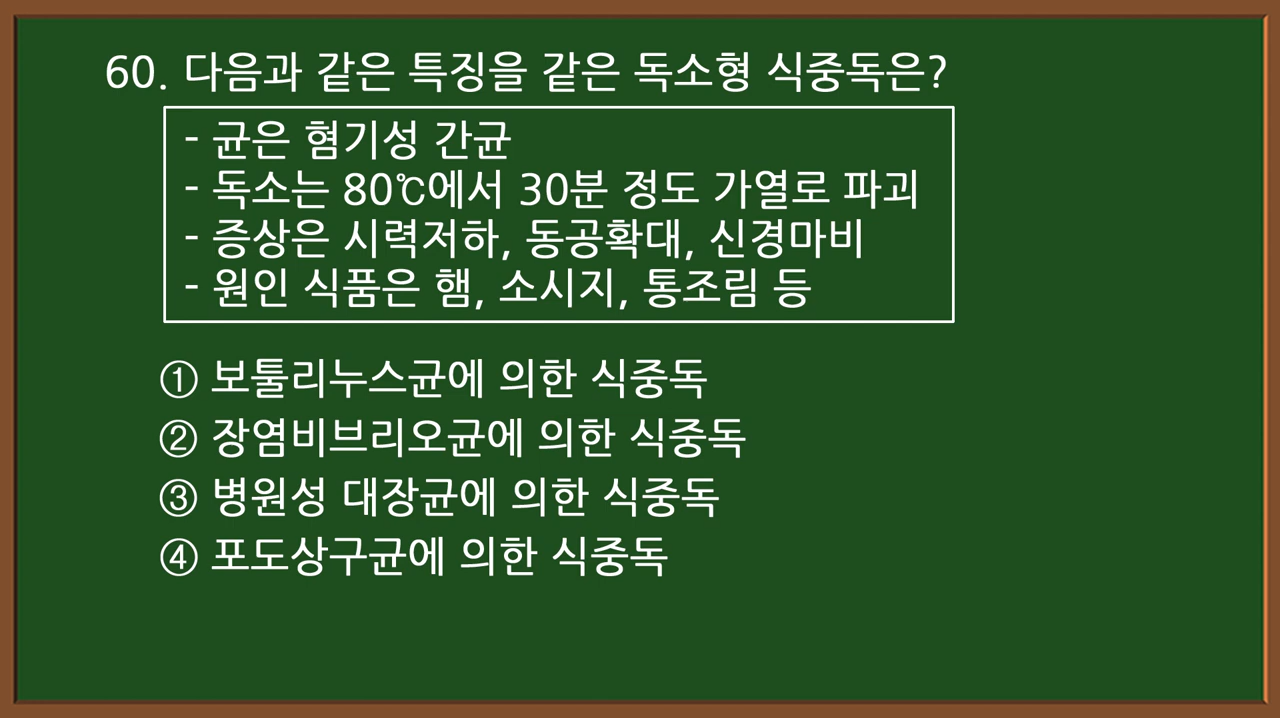 60. 다음과 같은 특징을 같은 독소형 식중독은?
- 균은 혐기성 간균
- 독소는 80℃에서 30분 정도 가열로 파괴
- 증상은 시력저하, 동공확대, 신경마비
- 원인 식품은 햄, 소시지, 통조림 등
① 보툴리누스균에 의한 식중독
② 장염비브리오균에 의한 식중독
③ 병원성 대장균에 의한 식중독
④ 포도상구균에 의한 식중독